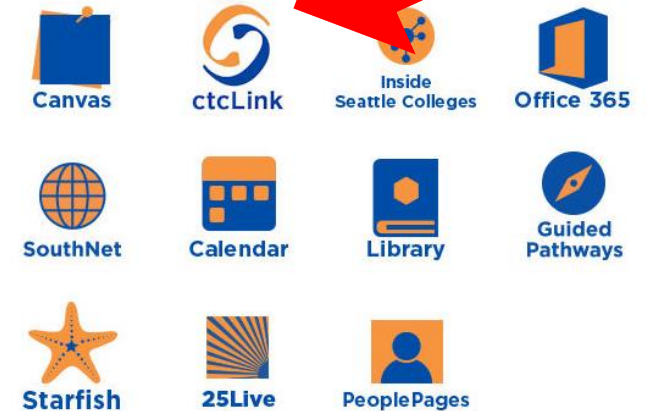 Canvas
ctcLink
Inside
Seattle Colleges
Office 365
SouthNet
Calendar
Library
Guided
Pathways
Starfish
25Live
PeoplePages